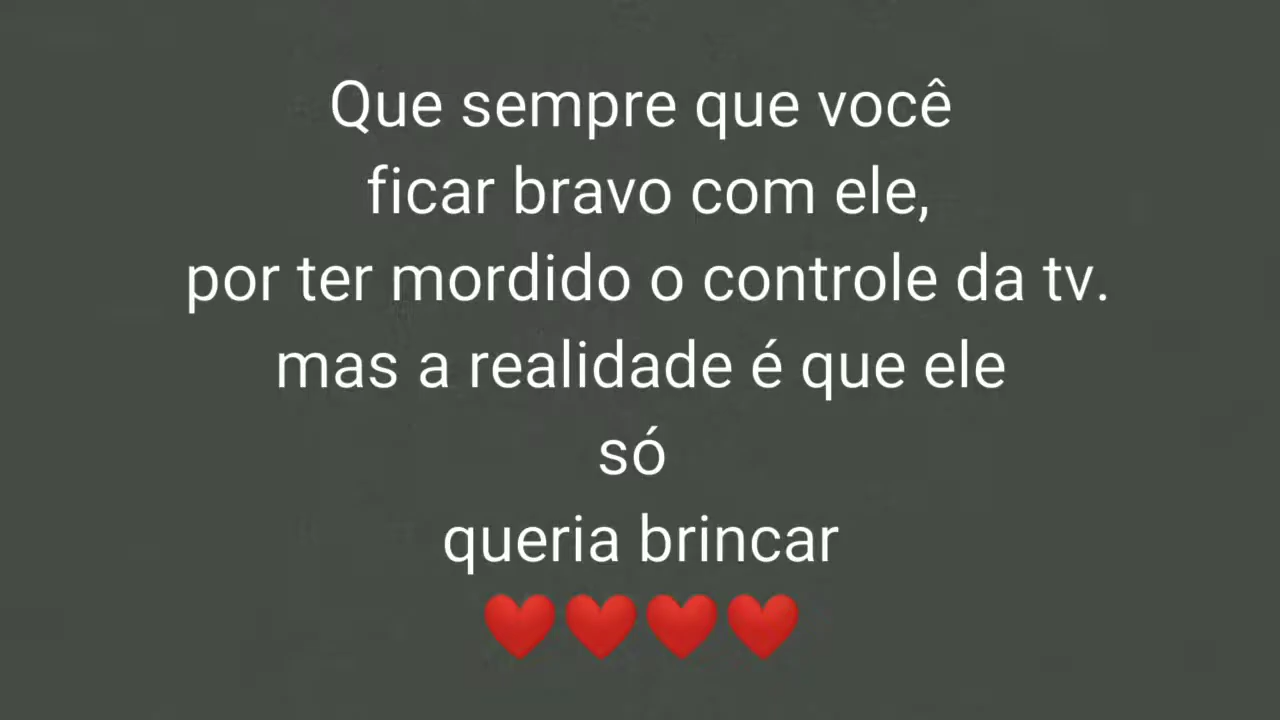 Que sempre que você
ficar bravo com ele,
por ter mordido o controle da tv.
mas a realidade é que ele
só
queria brincar
❤️❤️❤️❤️